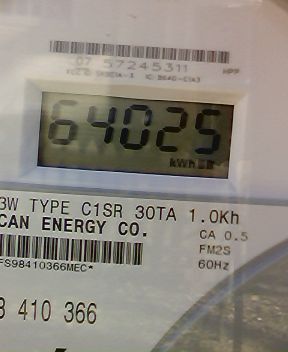 07 57245311
64025
kWh
3W TYPE C1SR 30TA 1.0Kh
CAN ENERGY CO.
CA 0.5
FM2S
FS98410366MEC*
60Hz
410 366